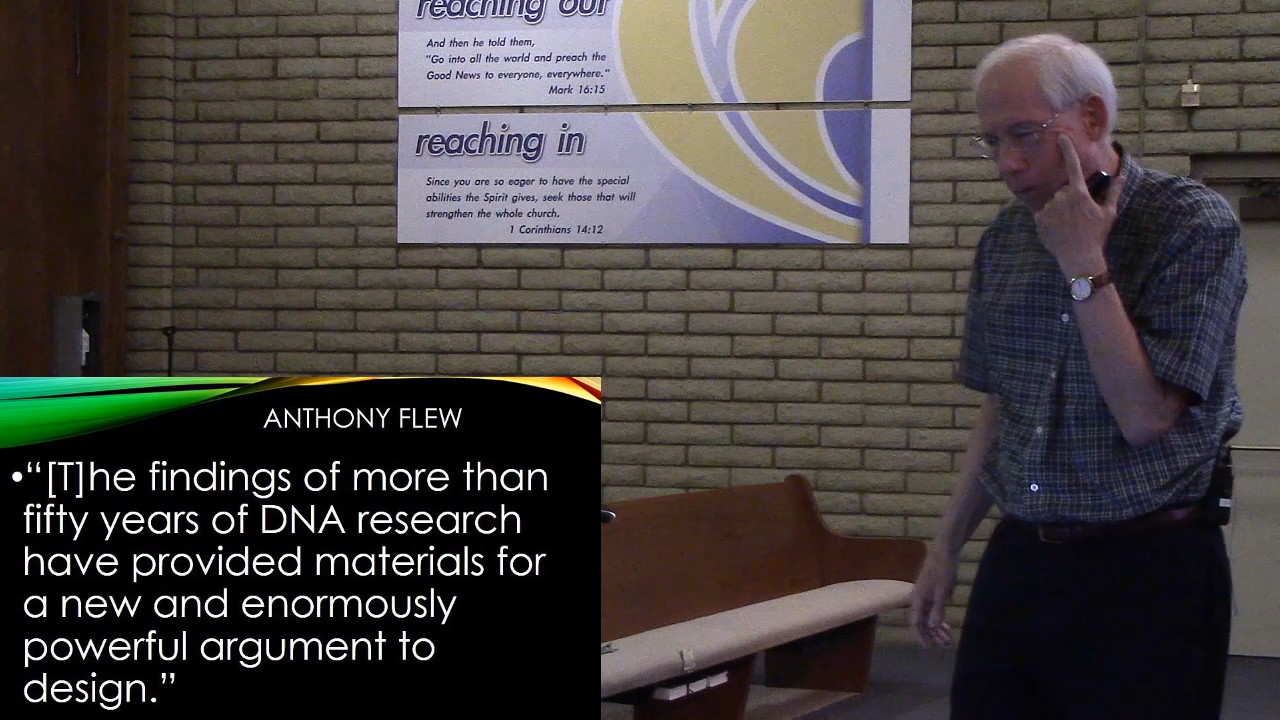 reaching out
And then he told them,
"Go into all the world and preach the
Good News to everyone, everywhere."
Mark 16:15
reaching in
Since you are so eager to have the special
abilities the Spirit gives, seek those that will
strengthen the whole church.
1 Corinthians 14:12
ANTHONY FLEW
•“[T]he findings of more than
fifty years of DNA research
have provided materials for
a new and enormously
powerful argument to
design.”